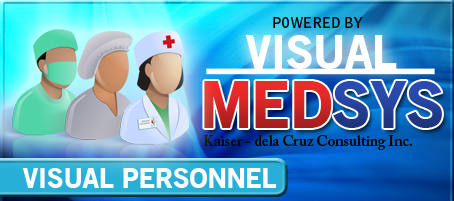 POWERED BY
VISUAL
MEDSYS
Kaiser - dela Cruz Consulting Inc.
VISUAL PERSONNEL